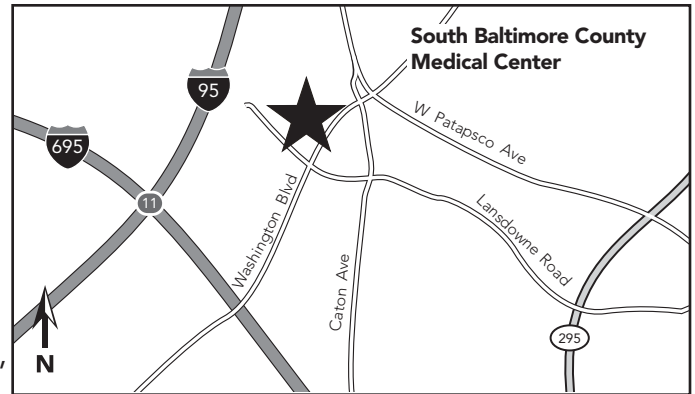 South Baltimore County
Medical Center
95
W Patapsco Ave
695
11
Washington Blvd
Lansdowne Road
Caton Ave
295
,
N